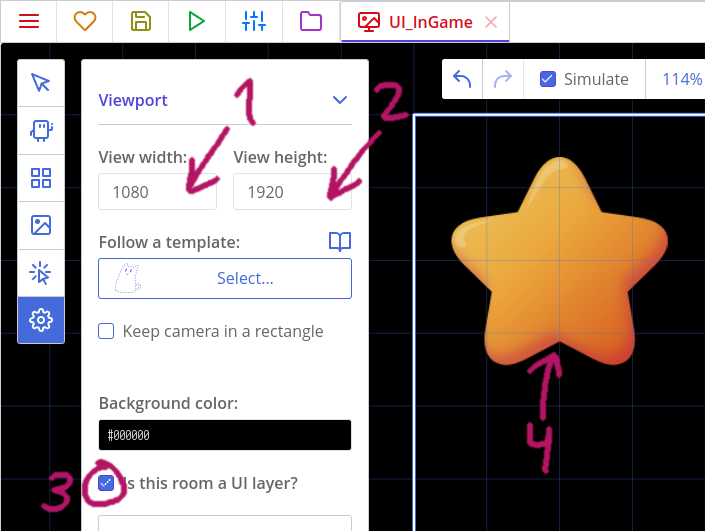 UI_InGame
1
2
Viewport
Simulate
114%
View width:
View height:
1080
1920
Follow a template:
Select...
Keep camera in a rectangle
Background color:
#000000
3
Is this room a UI layer?
4